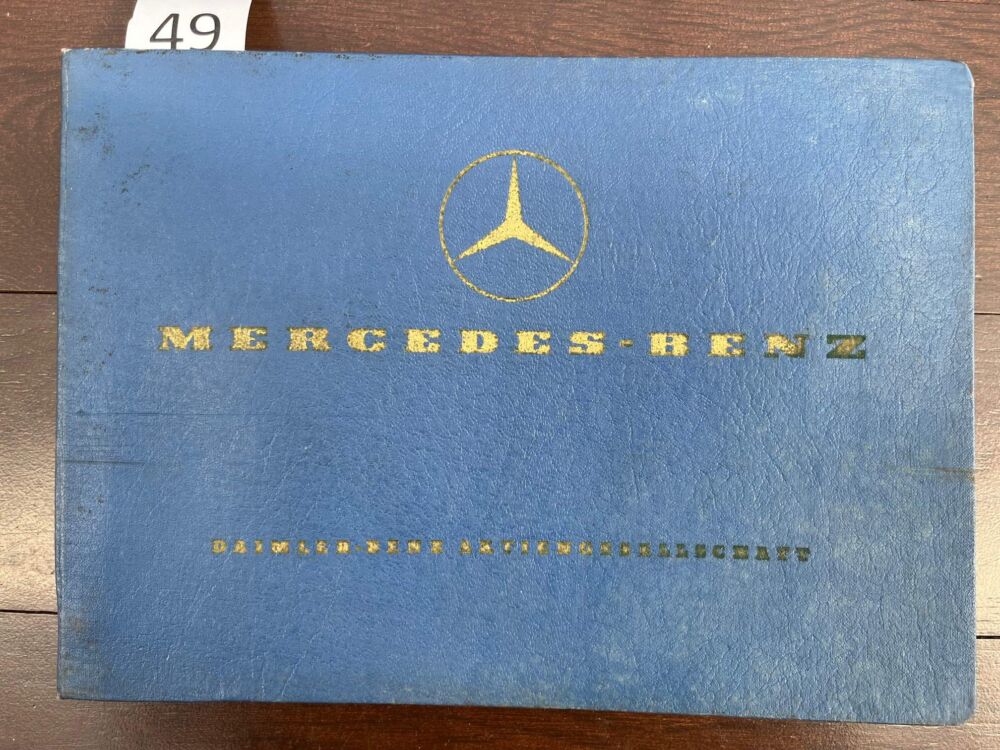 49
MERCEDES-BENZ
DAIMLER-BENZ AKTIENGESELLSCHAFT